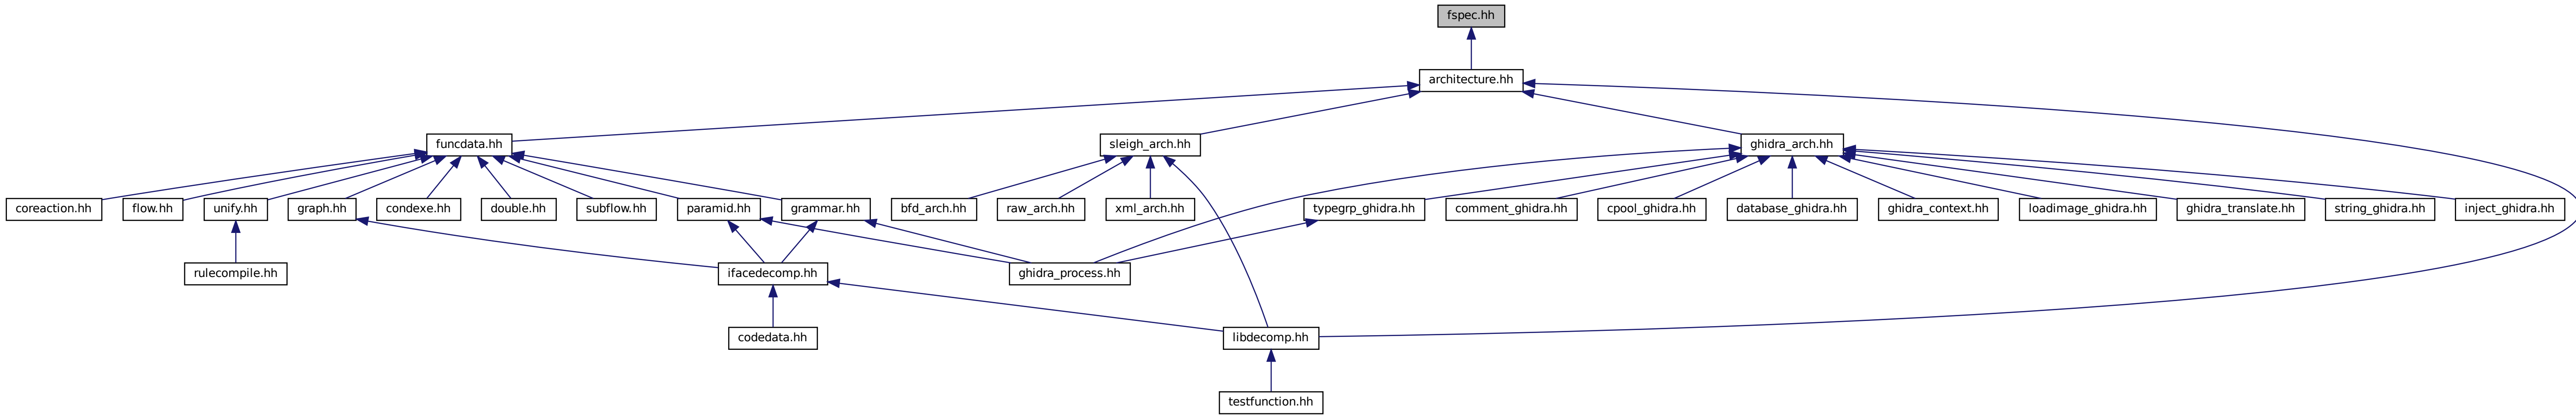 fspec.hh
architecture.hh
funcdata.hh
sleigh_arch.hh
ghidra_arch.hh
coreaction.hh
flow.hh
unify.hh
graph.hh
condexe.hh
double.hh
subflow.hh
paramid.hh
grammar.hh
bfd_arch.hh
raw_arch.hh
xml_arch.hh
typegrp_ghidra.hh
comment_ghidra.hh
cpool_ghidra.hh
database_ghidra.hh
ghidra_context.hh
loadimage_ghidra.hh
ghidra_translate.hh
string_ghidra.hh
inject_ghidra.hh
rulecompile.hh
ifacedecomp.hh
ghidra_process.hh
codedata.hh
libdecomp.hh
testfunction.hh